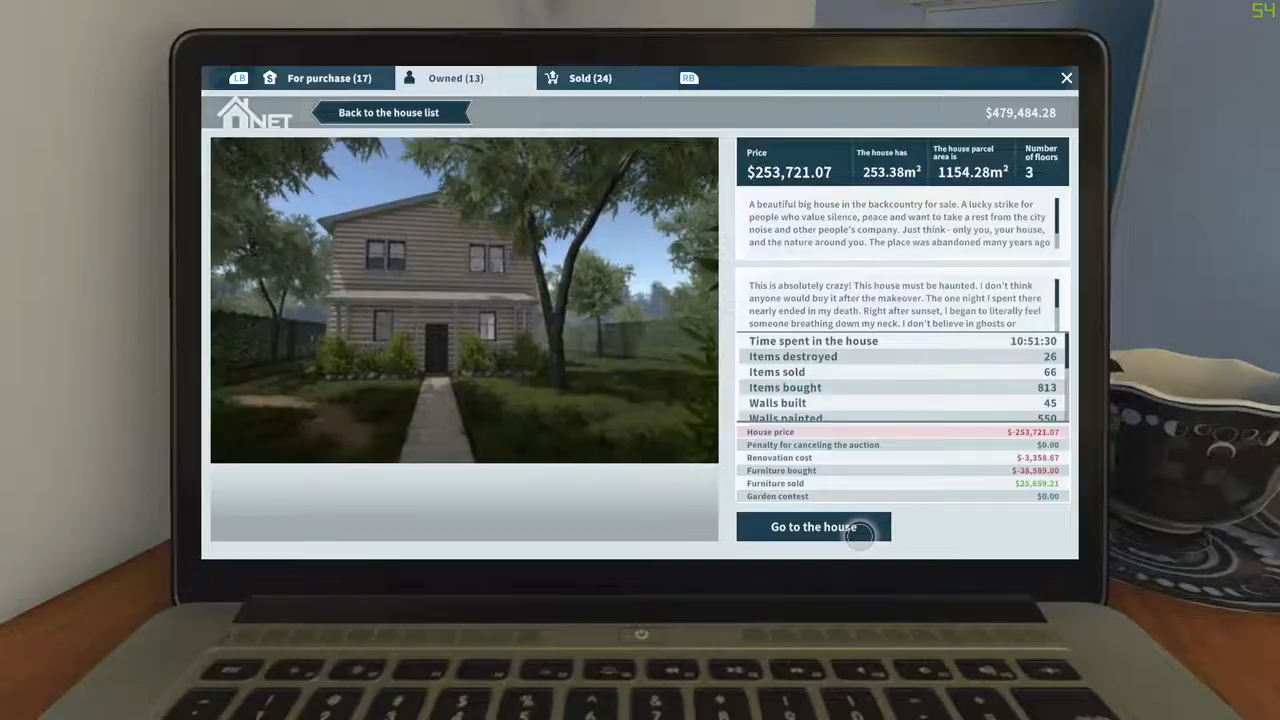 54
LB
For purchase (17)
Owned (13)
Sold (24)
RB
NET
Back to the house list
$479,484.28
Price
$253,721.07
The house has
253.38m²
The house parcel
area is
1154.28m²
Number
of floors
3
A beautiful big house in the backcountry for sale. A lucky strike for
people who value silence, peace and want to take a rest from the city
noise and other people's company. Just think - only you, your house,
and the nature around you. The place was abandoned many years ago
This is absolutely crazy! This house must be haunted. I don't think
anyone would buy it after the makeover. The one night I spent there
nearly ended in my death. Right after sunset, I began to literally feel
someone breathing down my neck. I don't believe in ghosts or
Time spent in the house 10:51:30
Items destroyed 26
Items sold 66
Items bought 813
Walls built 45
Walls painted 550
House price $-253,721.07
Penalty for canceling the auction $0.00
Renovation cost $-3,358.67
Furniture bought $-38,589.00
Furniture sold $25,659.21
Garden contest $0.00
Go to the house